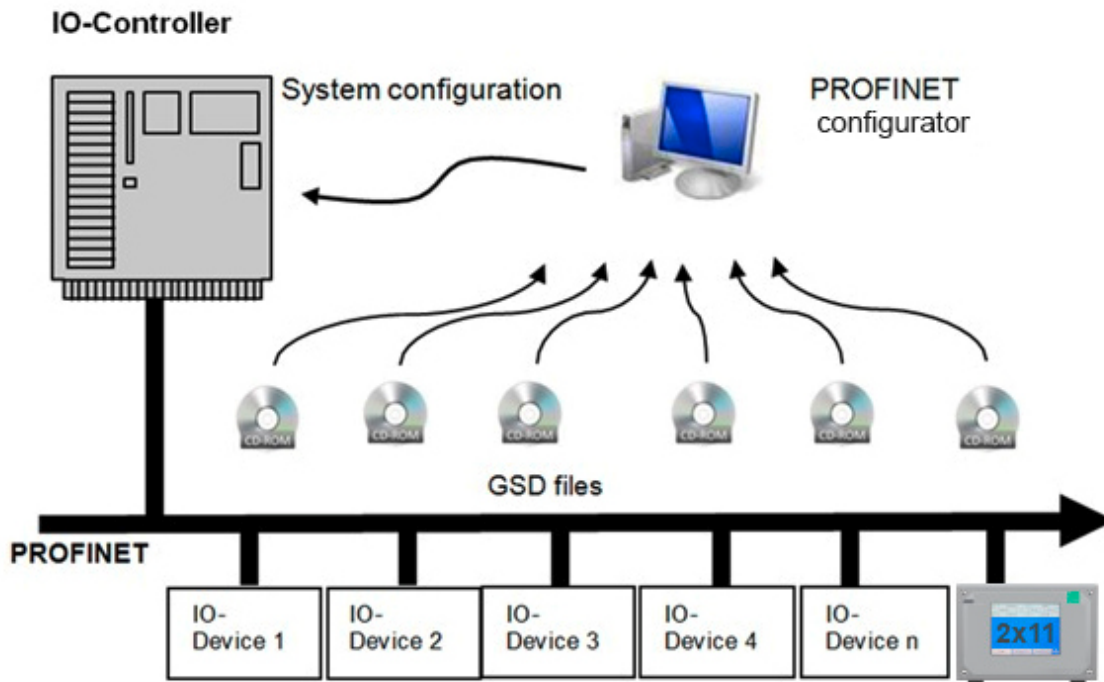 IO-Controller
System configuration
PROFINET
configurator
CD-ROM
CD-ROM
CD-ROM
CD-ROM
CD-ROM
CD-ROM
GSD files
PROFINET
IO-
Device 1
IO-
Device 2
IO-
Device 3
IO-
Device 4
IO-
Device n
2x11